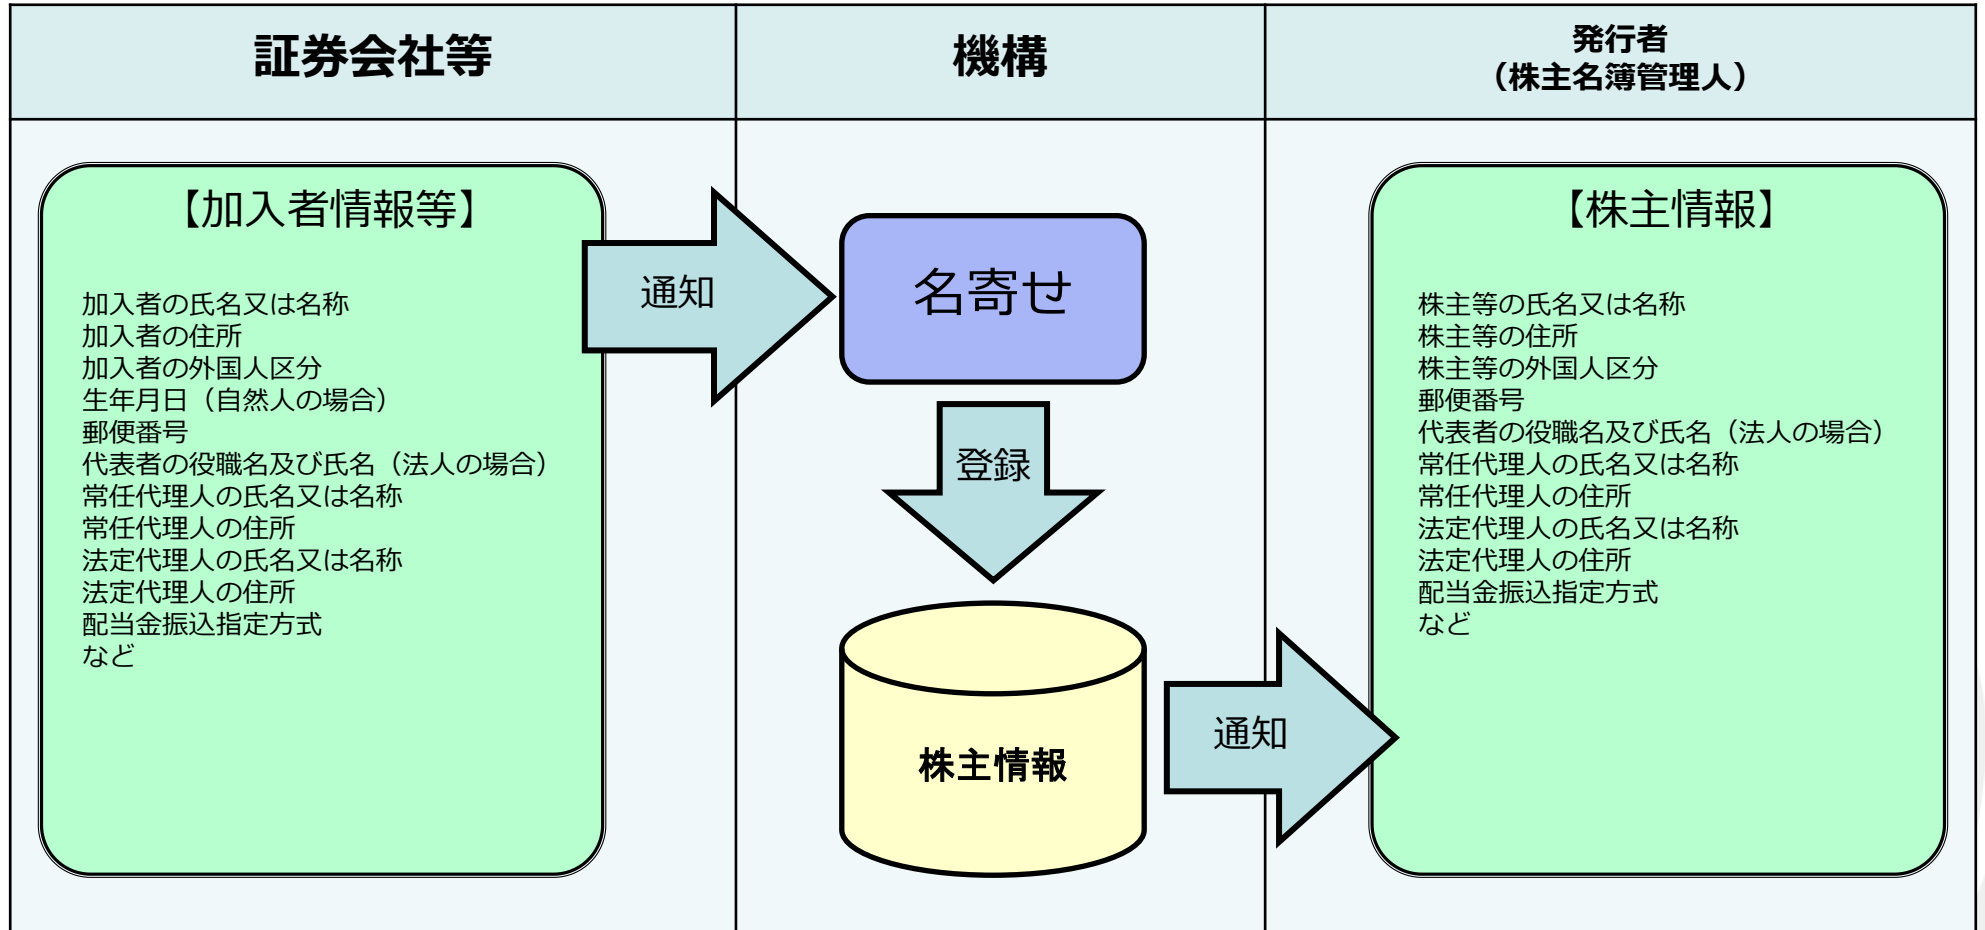 証券会社等
機構
発行者
（株主名簿管理人）
【加入者情報等】
加入者の氏名又は名称
加入者の住所
加入者の外国人区分
生年月日（自然人の場合）
郵便番号
代表者の役職名及び氏名（法人の場合）
常任代理人の氏名又は名称
常任代理人の住所
法定代理人の氏名又は名称
法定代理人の住所
配当金振込指定方式
など
通知
名寄せ
登録
株主情報
通知
【株主情報】
株主等の氏名又は名称
株主等の住所
株主等の外国人区分
郵便番号
代表者の役職名及び氏名（法人の場合）
常任代理人の氏名又は名称
常任代理人の住所
法定代理人の氏名又は名称
法定代理人の住所
配当金振込指定方式
など